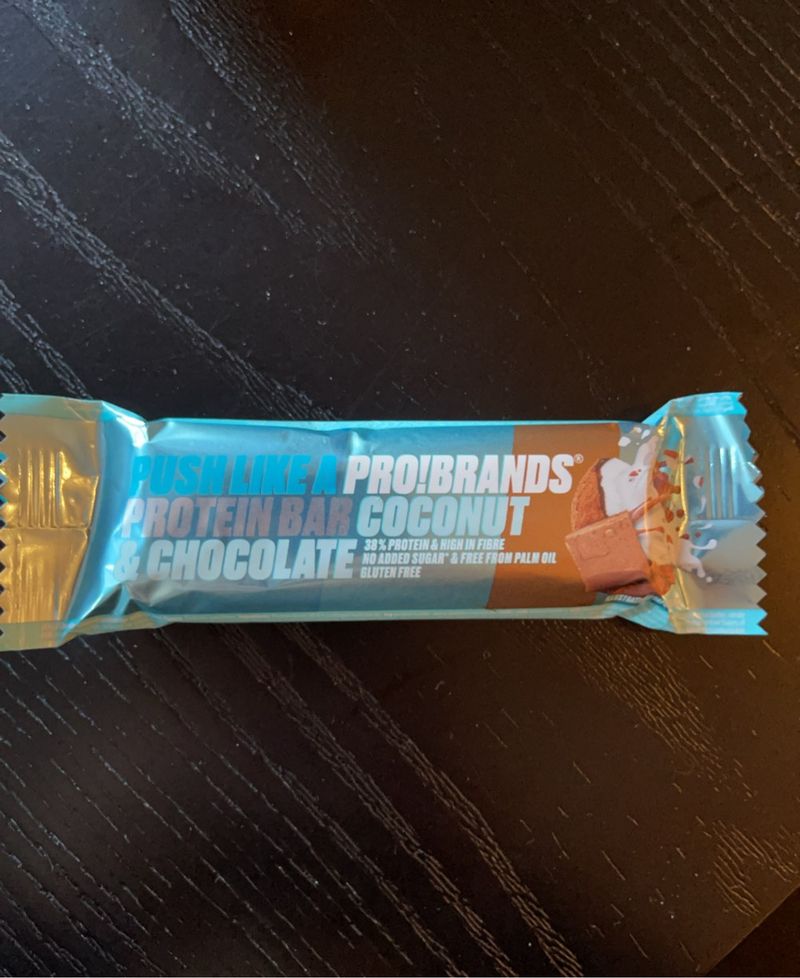 PUSH LIKE A PRO!BRANDS®
PROTEIN BAR COCONUT
& CHOCOLATE
38% PROTEIN & HIGH IN FIBRE
NO ADDED SUGAR* & FREE FROM PALM OIL
GLUTEN FREE